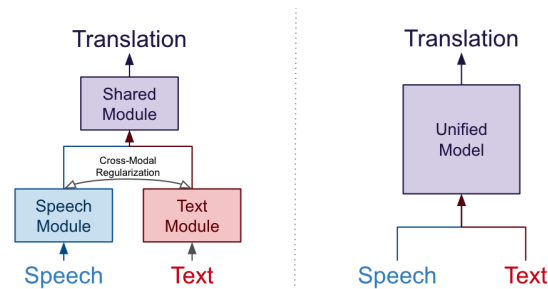 Translation
Shared
Module
Cross-Modal
Regularization
Speech
Module
Text
Module
Speech
Text
Translation
Unified
Model
Speech
Text